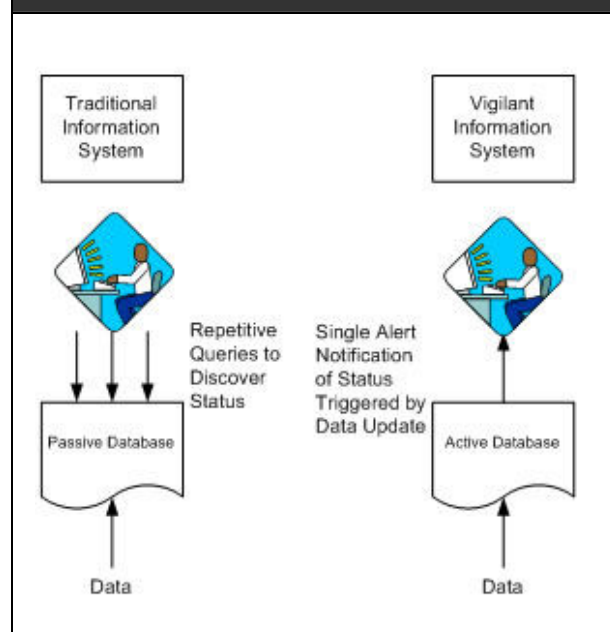 Traditional
Information
System
Vigilant
Information
System
Repetitive
Queries to
Discover
Status
Single Alert
Notification
of Status
Triggered by
Data Update
Passive Database
Active Database
Data
Data